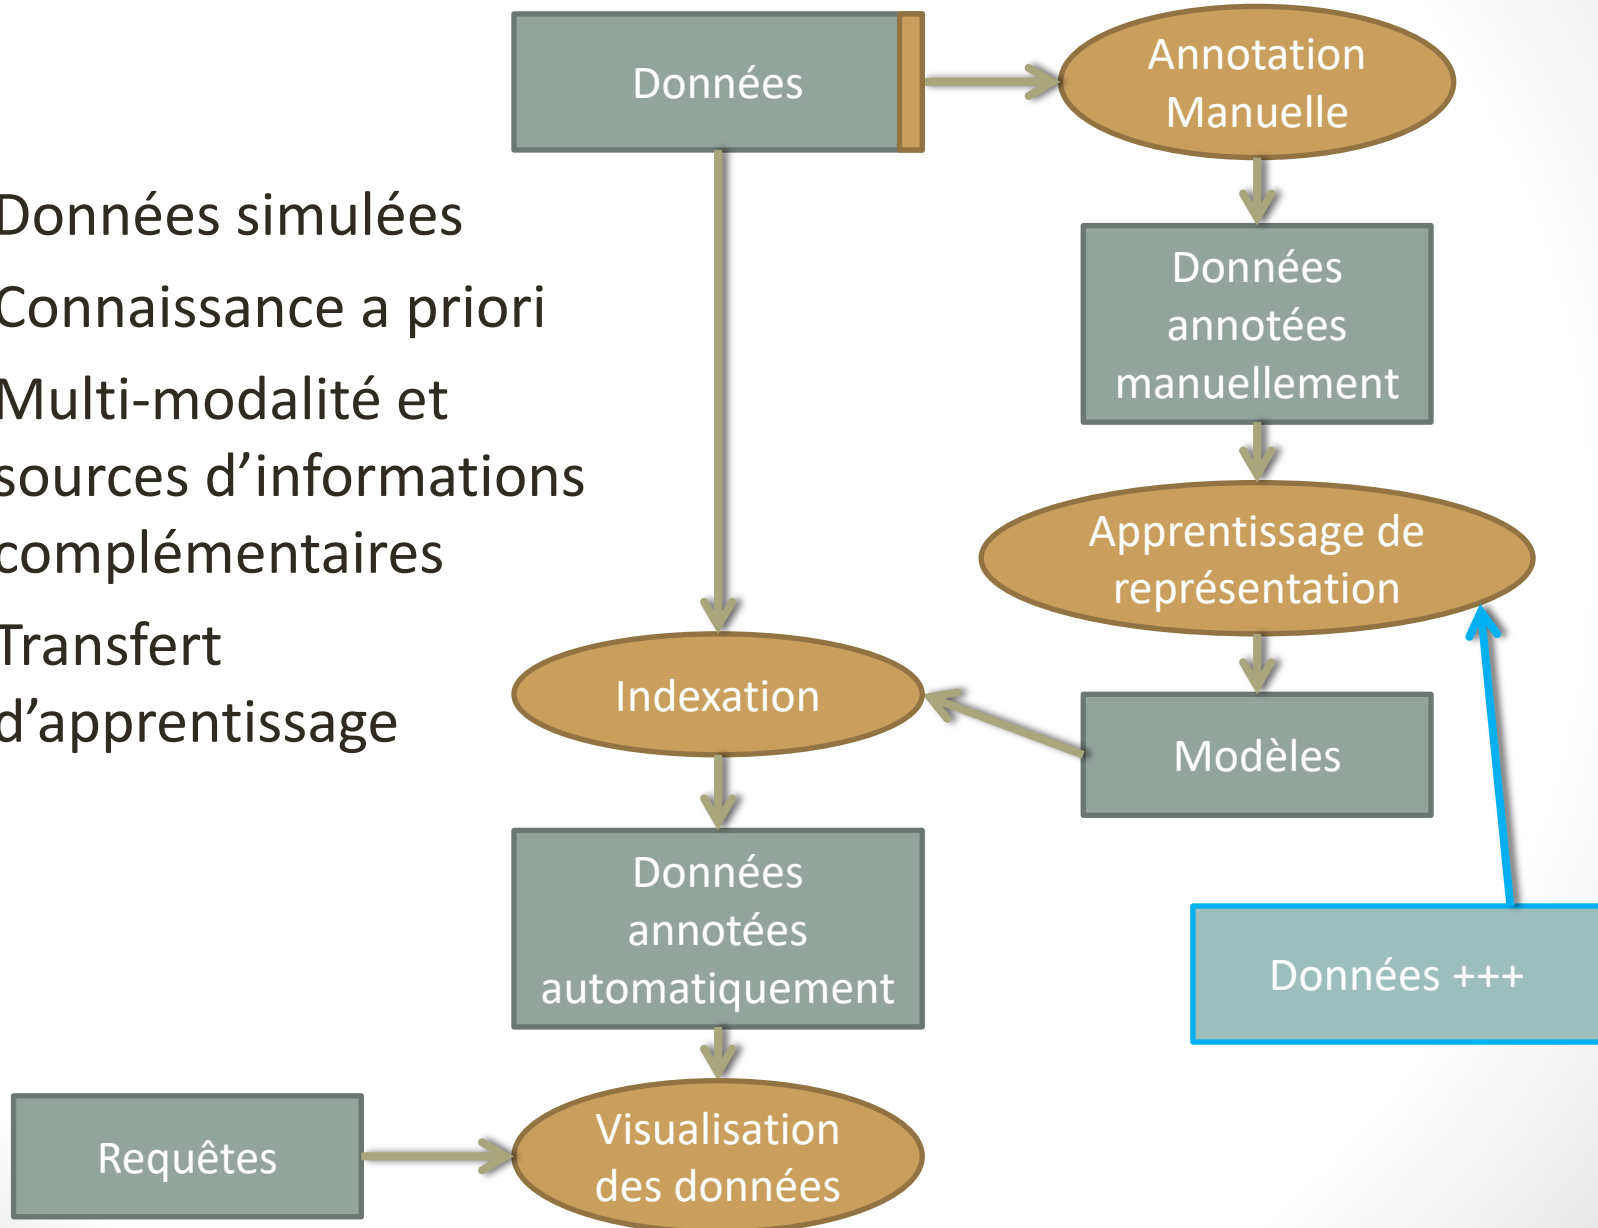 Données
Annotation
Manuelle
Données simulées
Connaissance a priori
Multi-modalité et
sources d’informations
complémentaires
Transfert
d’apprentissage
Données
annotées
manuellement
Apprentissage de
représentation
Indexation
Modèles
Données
annotées
automatiquement
Données +++
Requêtes
Visualisation
des données